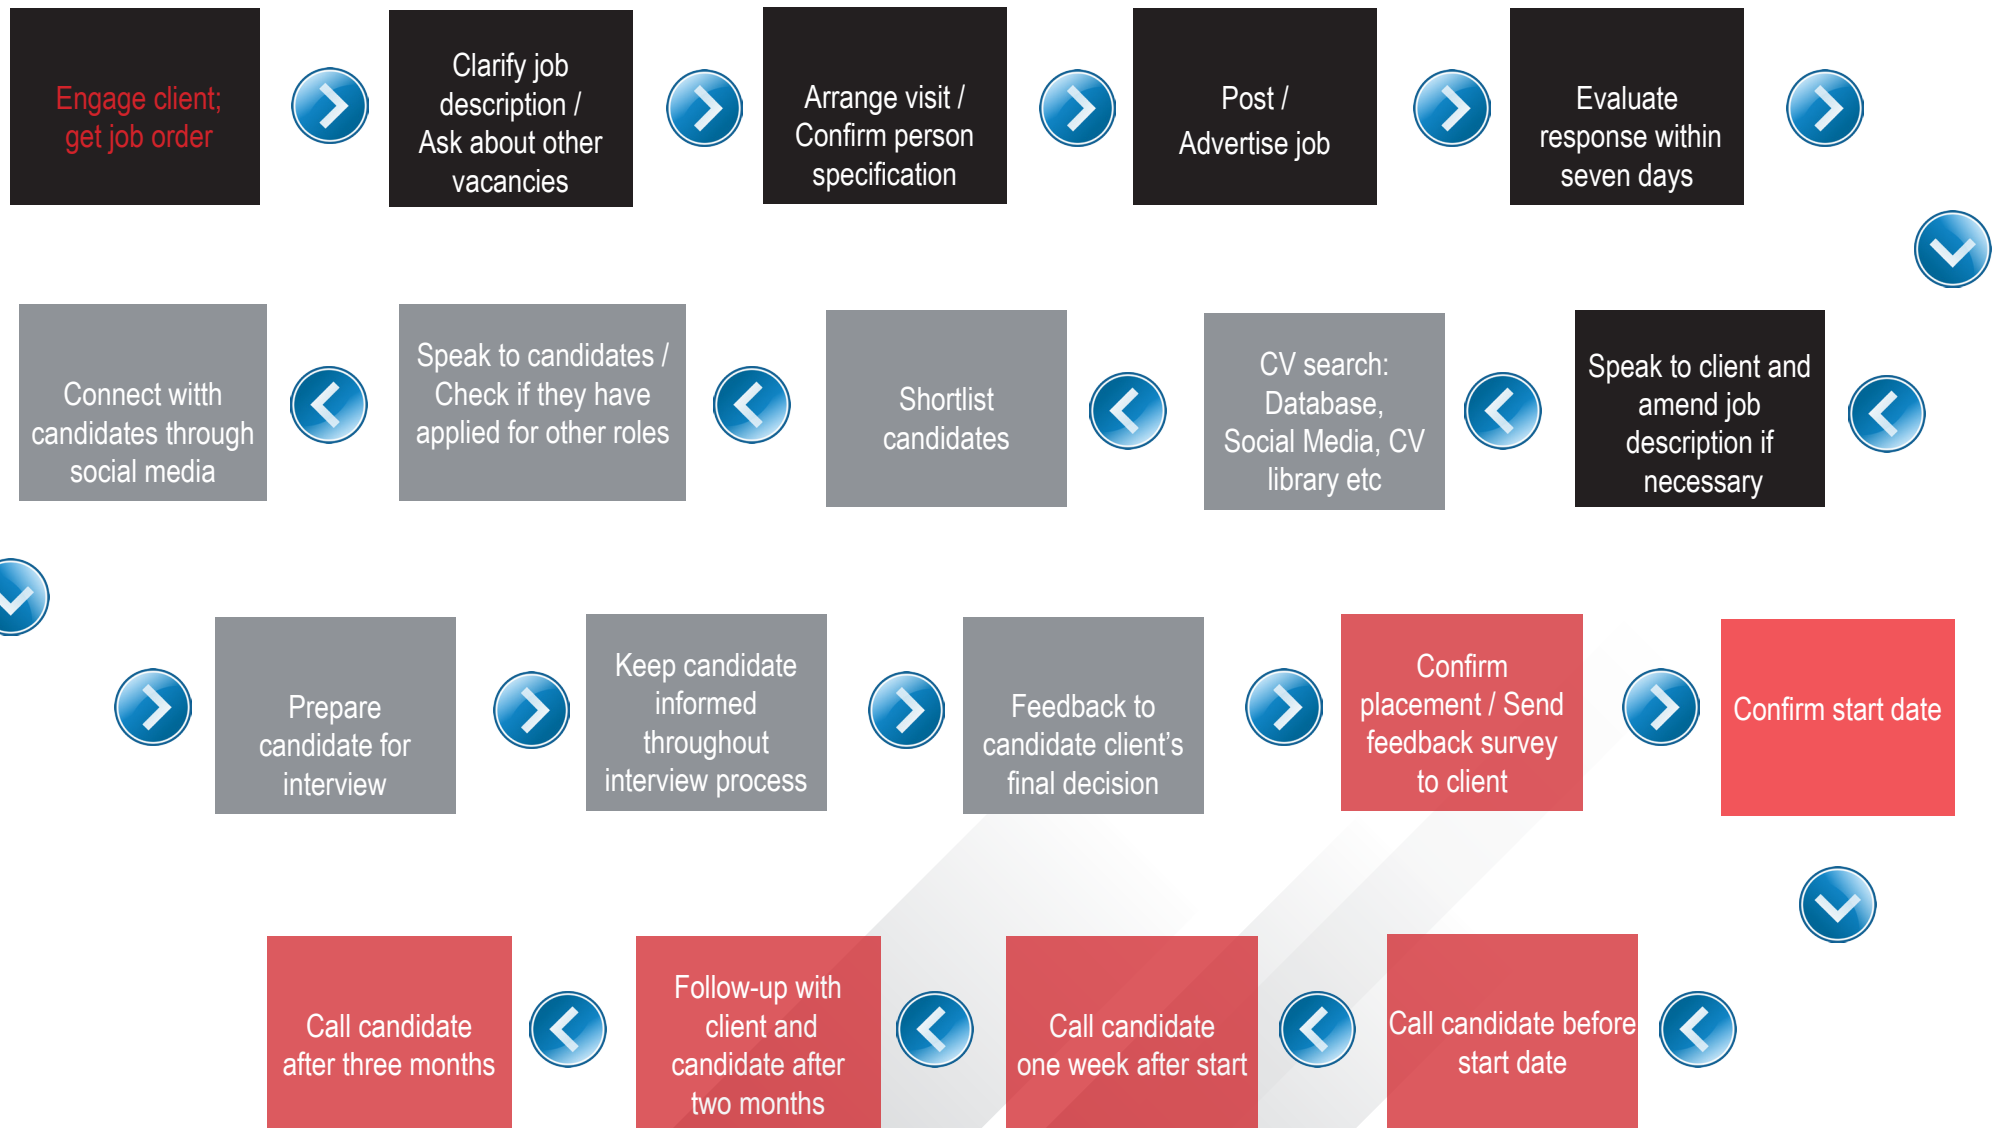 Engage client;
get job order
Clarify job
description /
Ask about other
vacancies
Arrange visit /
Confirm person
specification
Post /
Advertise job
Evaluate
response within
seven days
Speak to client and
amend job
description if
necessary
CV search:
Database,
Social Media, CV
library etc
Shortlist
candidates
Speak to candidates /
Check if they have
applied for other roles
Connect witth
candidates through
social media
Prepare
candidate for
interview
Keep candidate
informed
throughout
interview process
Feedback to
candidate client's
final decision
Confirm
placement / Send
feedback survey
to client
Confirm start date
Call candidate before
start date
Call candidate
one week after start
Follow-up with
client and
candidate after
two months
Call candidate
after three months